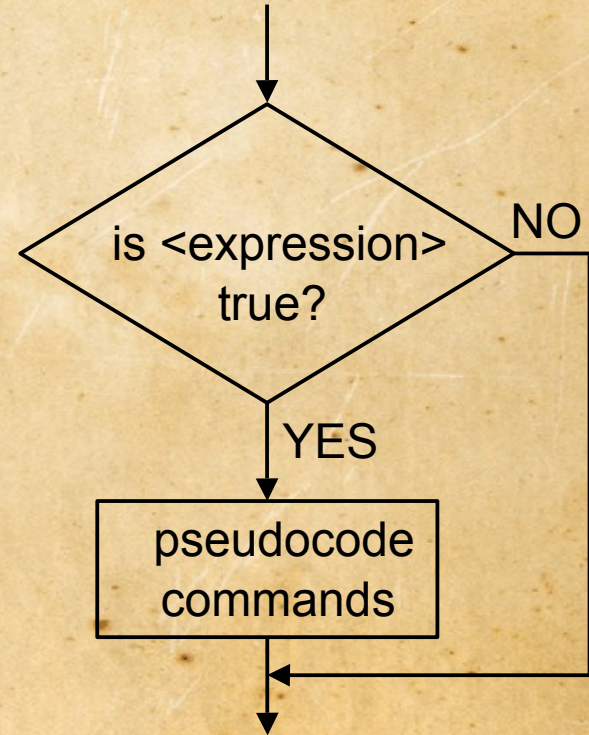 is <expression>
true?
NO
YES
pseudocode
commands